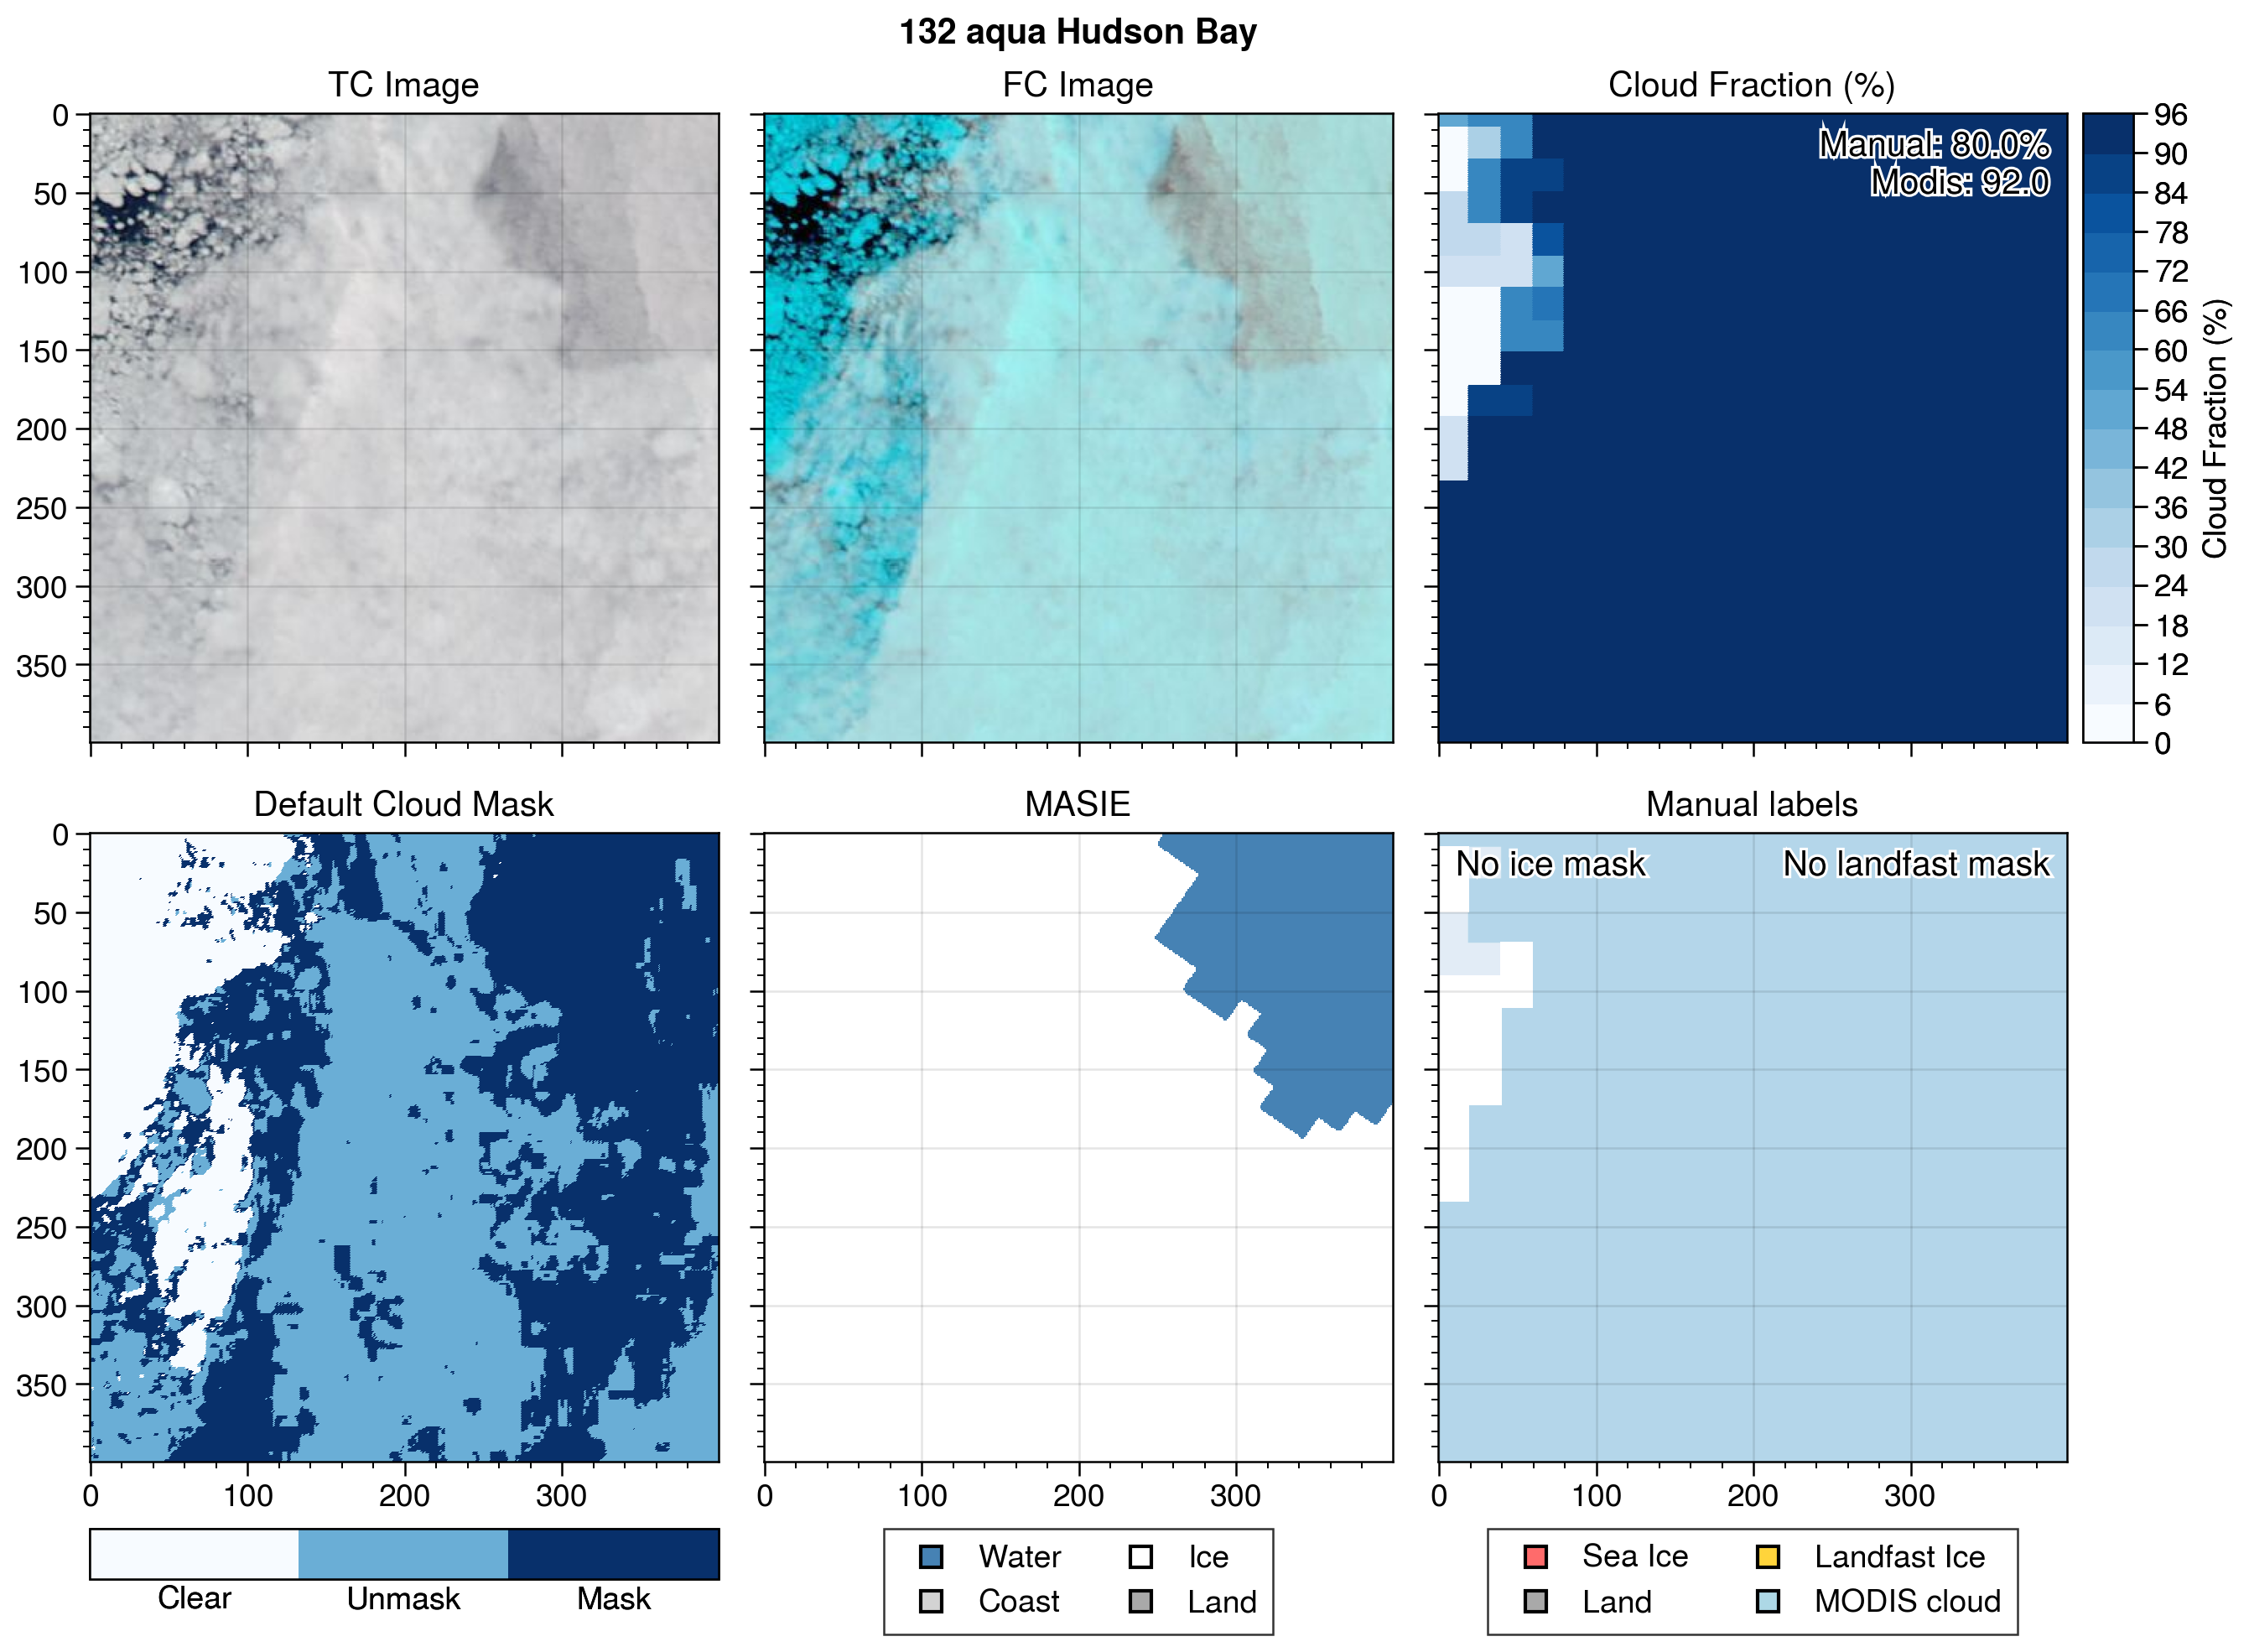 132 aqua Hudson Bay
TC Image
FC Image
Cloud Fraction (%)
0
50
100
150
200
250
300
350
Manual: 80.0%
Modis: 92.0
96
90
84
78
72
66
60
54
48
42
36
30
24
18
12
6
0
Cloud Fraction (%)
Default Cloud Mask
MASIE
Manual labels
0
50
100
150
200
250
300
350
No ice mask
No landfast mask
0 100 200 300
0 100 200 300
0 100 200 300
Clear Unmask Mask
Water Ice
Coast Land
Sea Ice Landfast Ice
Land MODIS cloud